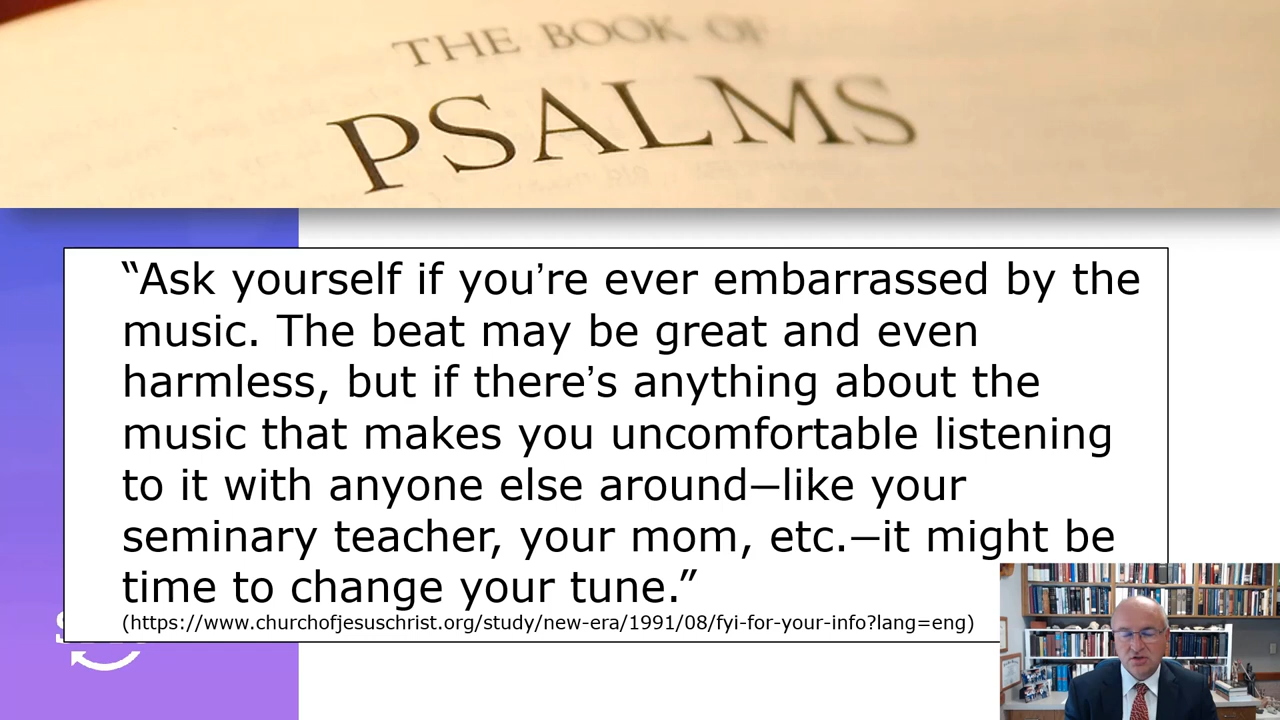 THE BOOK OF
PSALMS
“Ask yourself if you’re ever embarrassed by the
music. The beat may be great and even
harmless, but if there’s anything about the
music that makes you uncomfortable listening
to it with anyone else around—like your
seminary teacher, your mom, etc.—it might be
time to change your tune.”
(https://www.churchofjesuschrist.org/study/new-era/1991/08/fyi-for-your-info?lang=eng)